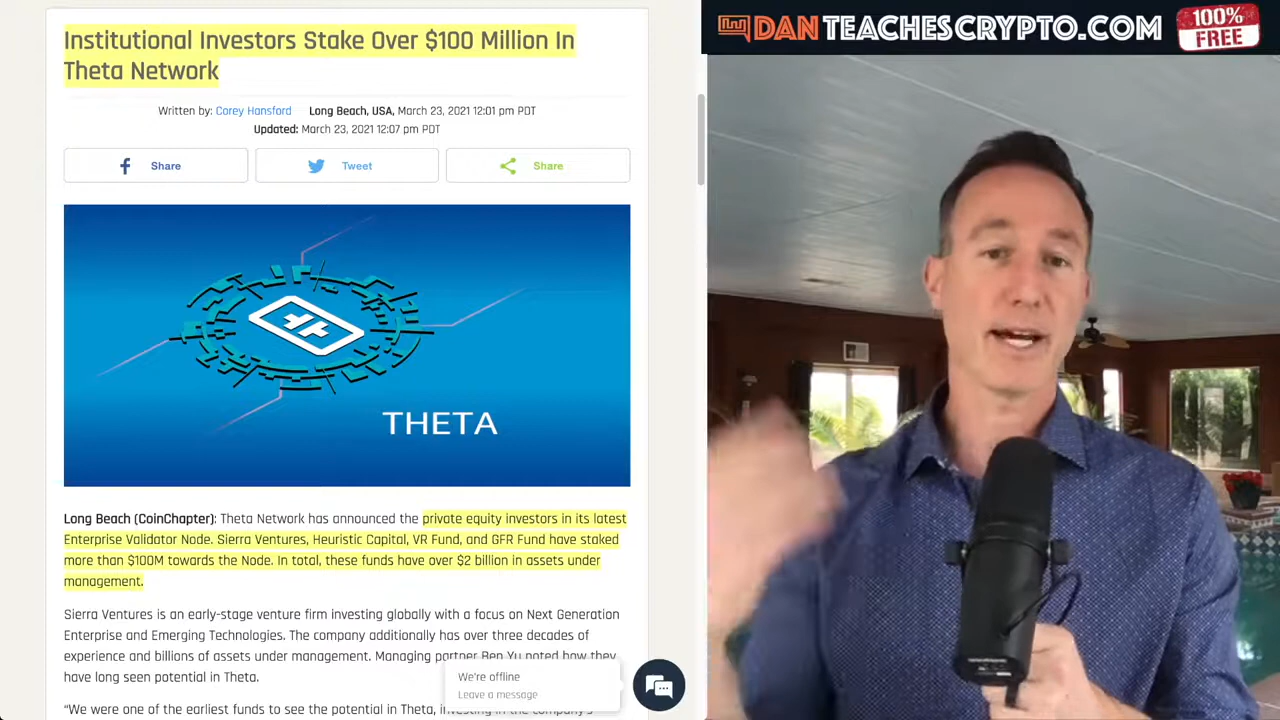 Institutional Investors Stake Over $100 Million In
Theta Network
Written by: Corey Hansford Long Beach, USA, March 23, 2021 12:01 pm PDT
Updated: March 23, 2021 12:07 pm PDT
Share
Tweet
Share
THETA
Long Beach (CoinChapter): Theta Network has announced the private equity investors in its latest
Enterprise Validator Node. Sierra Ventures, Heuristic Capital, VR Fund, and GFR Fund have staked
more than $100M towards the Node. In total, these funds have over $2 billion in assets under
management.
Sierra Ventures is an early-stage venture firm investing globally with a focus on Next Generation
Enterprise and Emerging Technologies. The company additionally has over three decades of
experience and billions of assets under management. Managing partner Ben Yu noted how they
have long seen potential in Theta.
“We were one of the earliest funds to see the potential in Theta, investing in the company's
We're offline
Leave a message
DANTEACHESCRYPTO.COM
100%
FREE